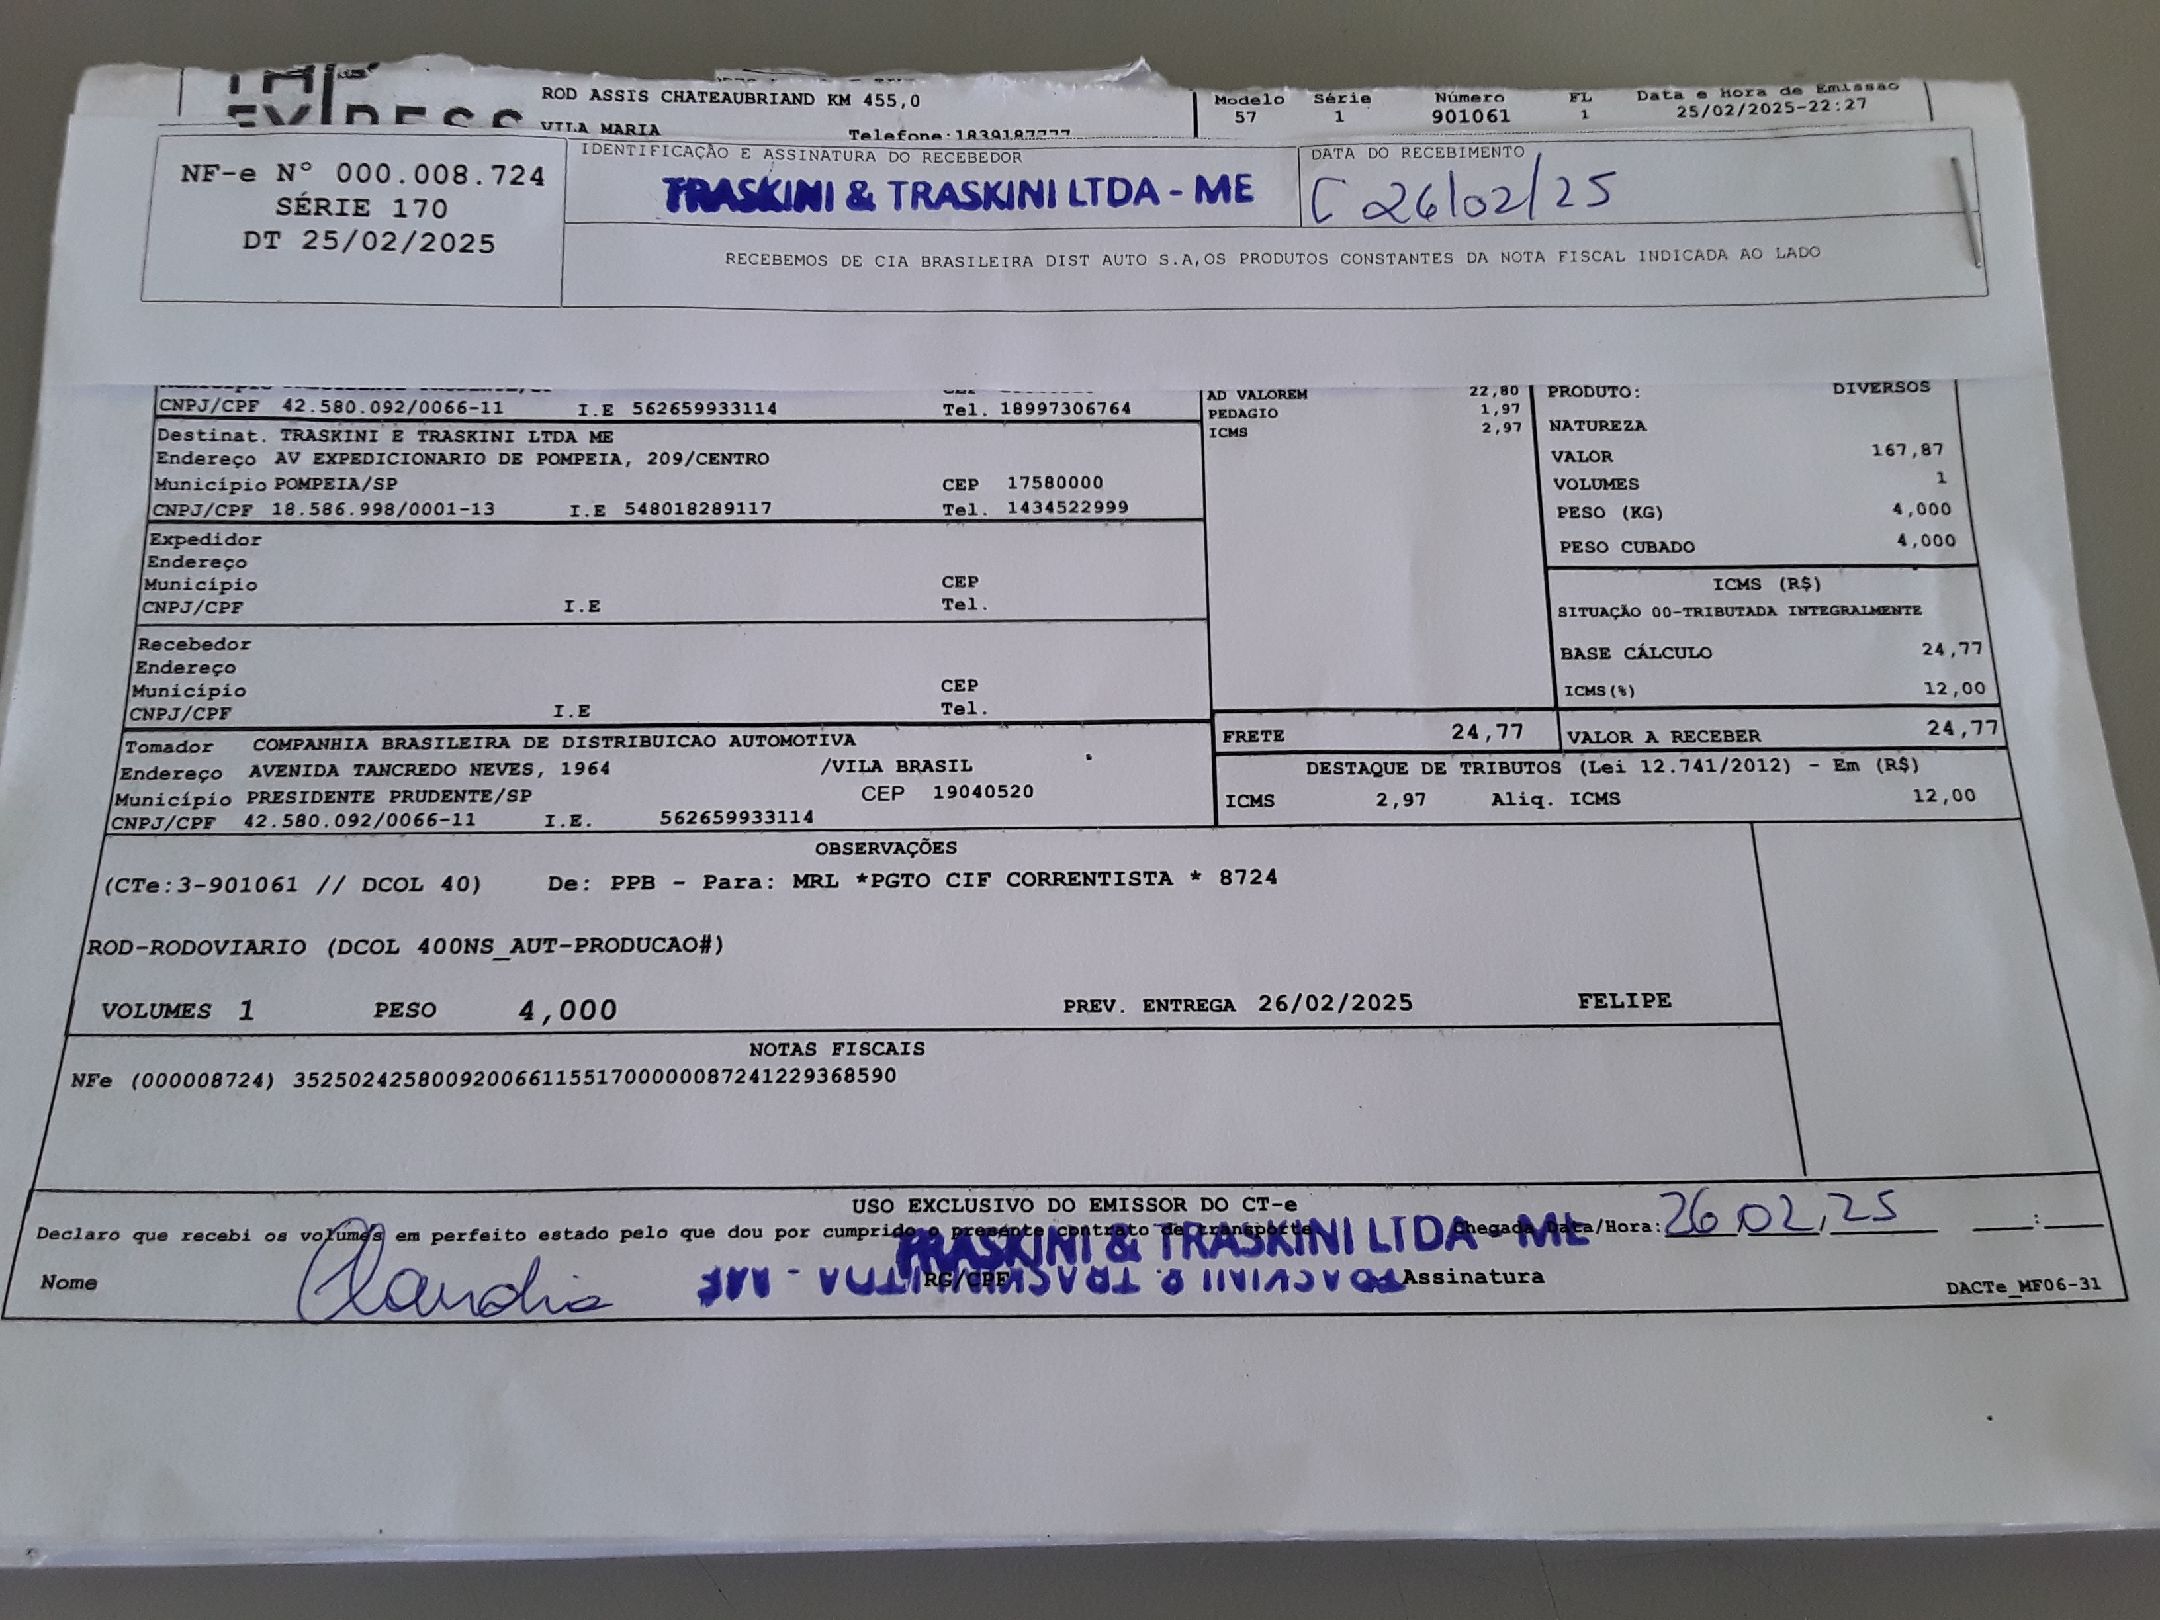 EXPRESS
ROD ASSIS CHATEAUBRIAND KM 455,0
VILA MARIA Telefone:1839187777
Modelo Série Número FL Data e Hora de Emissao
57 1 901061 1 25/02/2025-22:27
NF-e N° 000.008.724
SÉRIE 170
DT 25/02/2025
IDENTIFICAÇÃO E ASSINATURA DO RECEBEDOR
TRASKINI & TRASKINI LTDA - ME
DATA DO RECEBIMENTO
26/02/25
RECEBEMOS DE CIA BRASILEIRA DIST AUTO S.A,OS PRODUTOS CONSTANTES DA NOTA FISCAL INDICADA AO LADO
CNPJ/CPF 42.580.092/0066-11 I.E 562659933114 Tel. 18997306764
Destinat. TRASKINI E TRASKINI LTDA ME
Endereço AV EXPEDICIONARIO DE POMPEIA, 209/CENTRO
Município POMPEIA/SP CEP 17580000
CNPJ/CPF 18.586.998/0001-13 I.E 548018289117 Tel. 1434522999
Expedidor
Endereço
Município CEP
CNPJ/CPF I.E Tel.
Recebedor
Endereço
Município CEP
CNPJ/CPF I.E Tel.
Tomador COMPANHIA BRASILEIRA DE DISTRIBUICAO AUTOMOTIVA
Endereço AVENIDA TANCREDO NEVES, 1964 /VILA BRASIL
Município PRESIDENTE PRUDENTE/SP CEP 19040520
CNPJ/CPF 42.580.092/0066-11 I.E. 562659933114
AD VALOREM 22,80
PEDAGIO 1,97
ICMS 2,97
PRODUTO: DIVERSOS
NATUREZA
VALOR 167,87
VOLUMES 1
PESO (KG) 4,000
PESO CUBADO 4,000
ICMS (R$)
SITUAÇÃO 00-TRIBUTADA INTEGRALMENTE
BASE CÁLCULO 24,77
ICMS(%) 12,00
FRETE 24,77 VALOR A RECEBER 24,77
DESTAQUE DE TRIBUTOS (Lei 12.741/2012) - Em (R$)
ICMS 2,97 Aliq. ICMS 12,00
OBSERVAÇÕES
(CTe:3-901061 // DCOL 40) De: PPB - Para: MRL *PGTO CIF CORRENTISTA * 8724
ROD-RODOVIARIO (DCOL 400NS_AUT-PRODUCAO#)
VOLUMES 1 PESO 4,000 PREV. ENTREGA 26/02/2025 FELIPE
NOTAS FISCAIS
NFe (000008724) 35250242580092006611551700000087241229368590
USO EXCLUSIVO DO EMISSOR DO CT-e
Declaro que recebi os volumes em perfeito estado pelo que dou por cumprido o presente contrato de transporte Chegada Data/Hora: 26 02 25 :
TRASKINI & TRASKINI LTDA - ME
Nome Claudia RG/CPF Assinatura
TRASKINI & TRASKINI LTDA - ME
DACTe_MF06-31